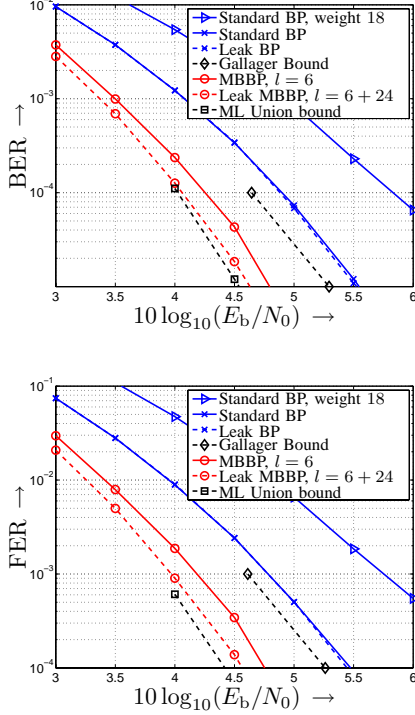 10^-2
Standard BP, weight 18
Standard BP
Leak BP
Gallager Bound
MBBP, l = 6
Leak MBBP, l = 6 + 24
ML Union bound
10^-3
10^-4
BER →
3 3.5 4 4.5 5 5.5 6
10 log10(Eb/N0) →
10^-1
Standard BP, weight 18
Standard BP
Leak BP
Gallager Bound
MBBP, l = 6
Leak MBBP, l = 6 + 24
ML Union bound
10^-2
10^-3
10^-4
FER →
3 3.5 4 4.5 5 5.5 6
10 log10(Eb/N0) →